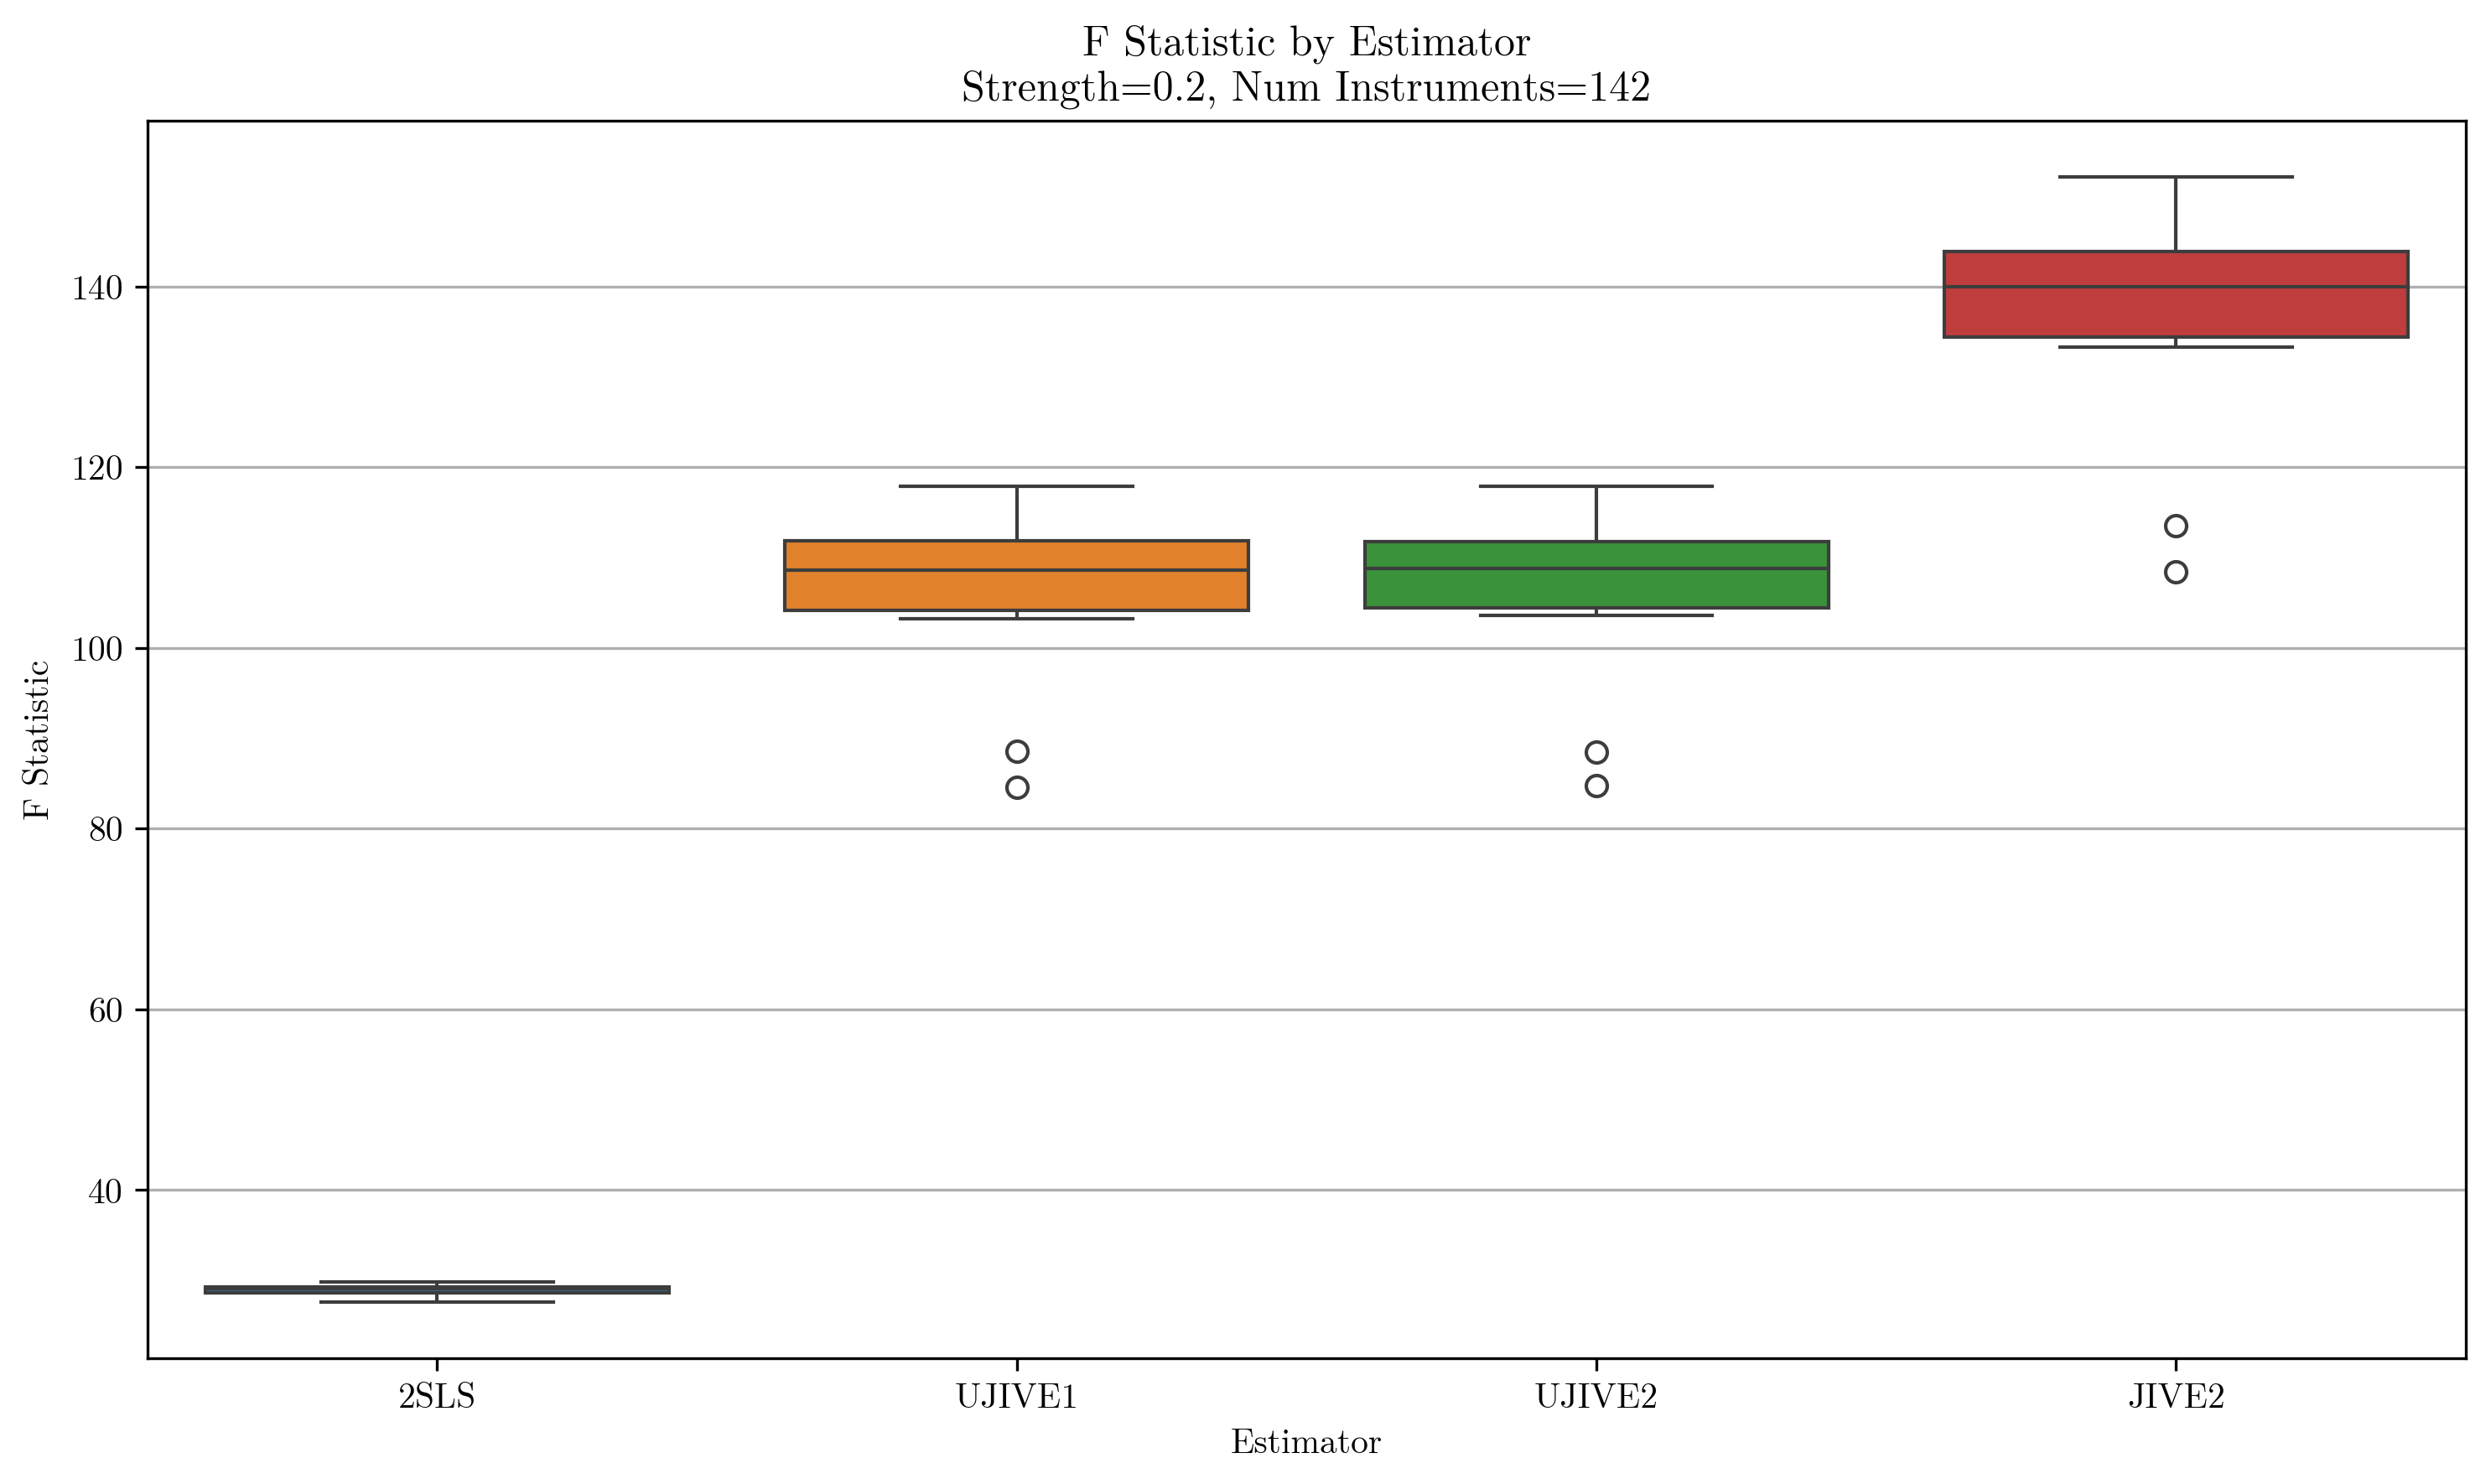 F Statistic by Estimator
Strength=0.2, Num Instruments=142
140
120
100
80
60
40
F Statistic
2SLS
UJIVE1
UJIVE2
JIVE2
Estimator